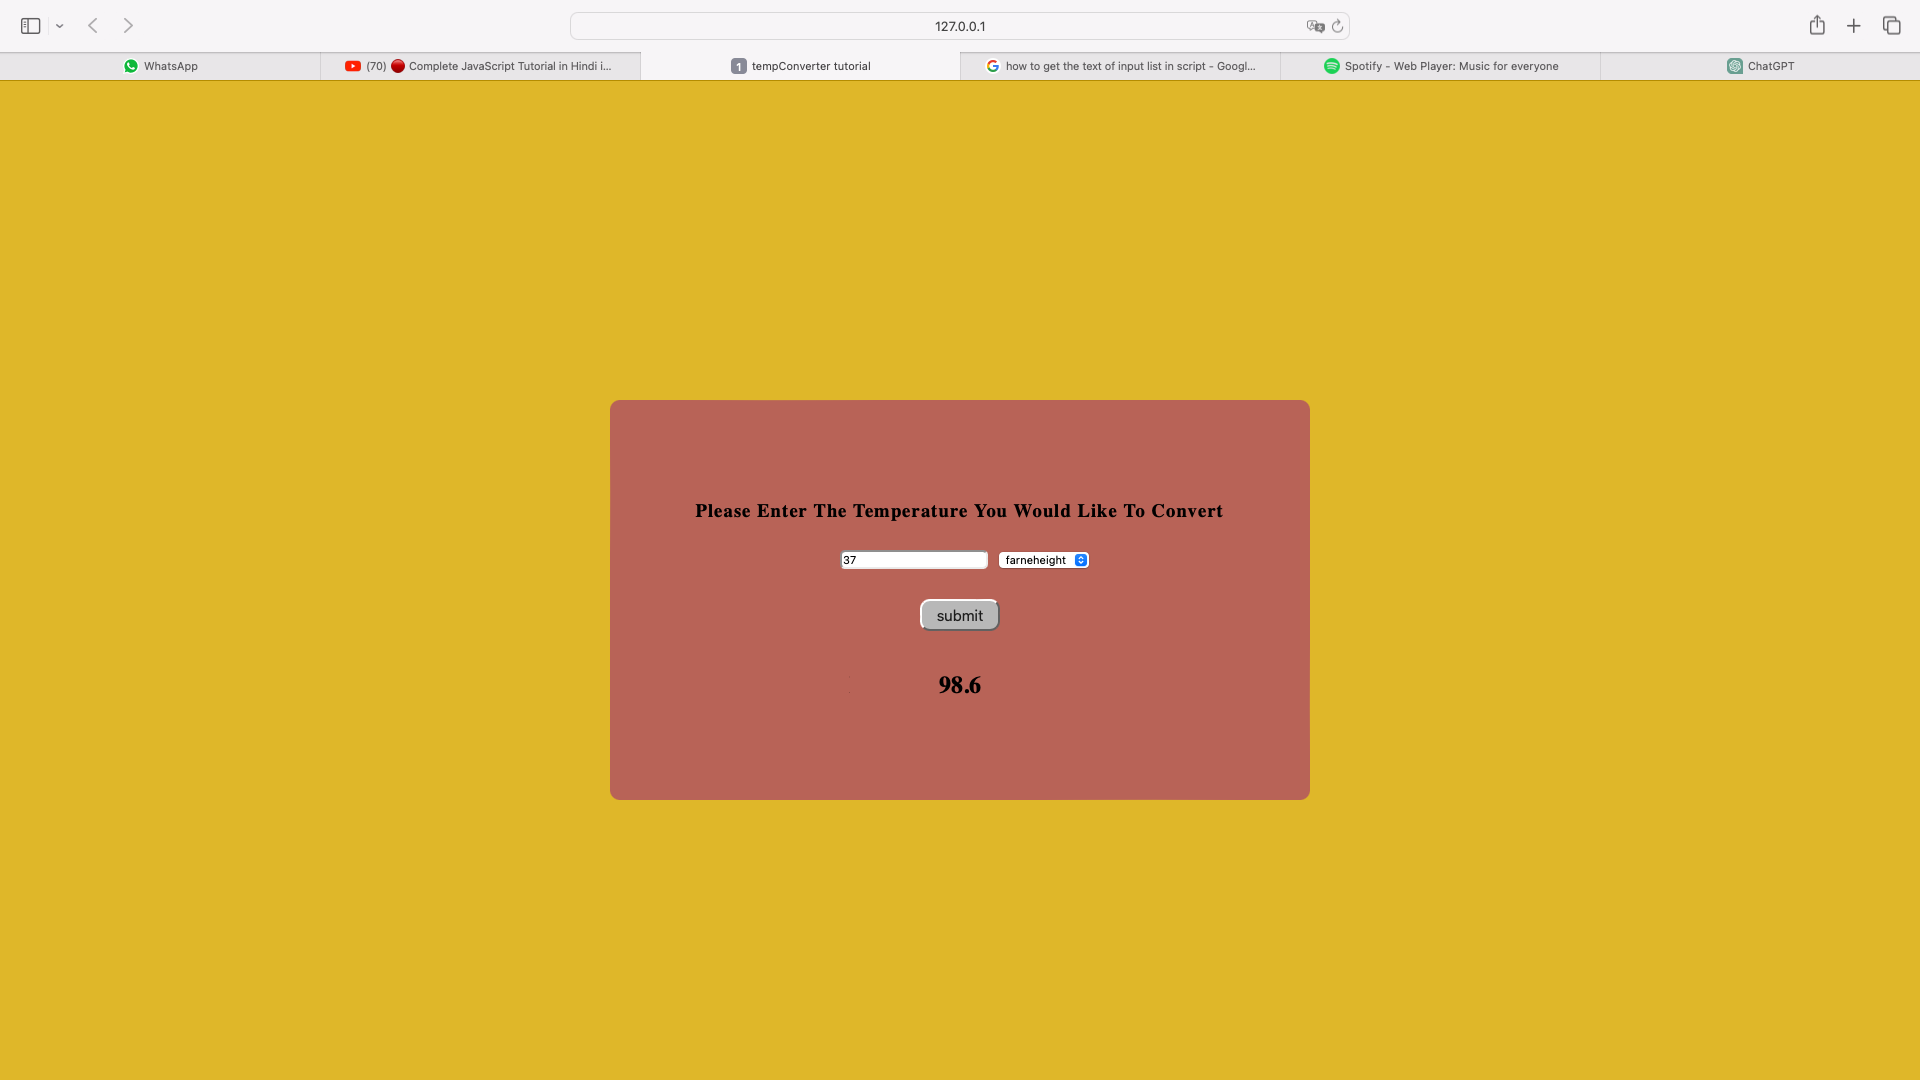 127.0.0.1
WhatsApp
(70) Complete JavaScript Tutorial in Hindi i...
1 tempConverter tutorial
how to get the text of input list in script - Googl...
Spotify - Web Player: Music for everyone
ChatGPT
Please Enter The Temperature You Would Like To Convert
37 farneheight
submit
98.6